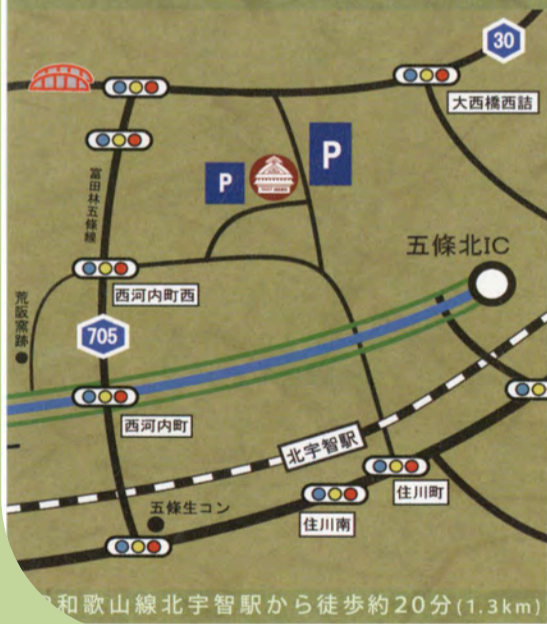 30
大西橋西詰
P
P
富田林五條線
五條北IC
西河内町西
荒阪窯跡
705
西河内町
北宇智駅
住川町
五條生コン
住川南
和歌山線北宇智駅から徒歩約20分(1.3km)